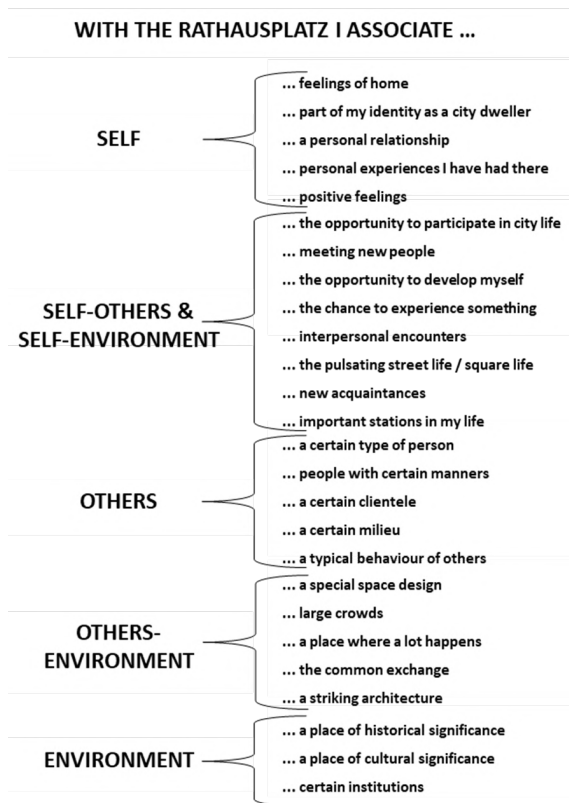 WITH THE RATHAUSPLATZ I ASSOCIATE ...
SELF
... feelings of home
... part of my identity as a city dweller
... a personal relationship
... personal experiences I have had there
... positive feelings
SELF-OTHERS &
SELF-ENVIRONMENT
... the opportunity to participate in city life
... meeting new people
... the opportunity to develop myself
... the chance to experience something
... interpersonal encounters
... the pulsating street life / square life
... new acquaintances
... important stations in my life
OTHERS
... a certain type of person
... people with certain manners
... a certain clientele
... a certain milieu
... a typical behaviour of others
OTHERS-
ENVIRONMENT
... a special space design
... large crowds
... a place where a lot happens
... the common exchange
... a striking architecture
ENVIRONMENT
... a place of historical significance
... a place of cultural significance
... certain institutions